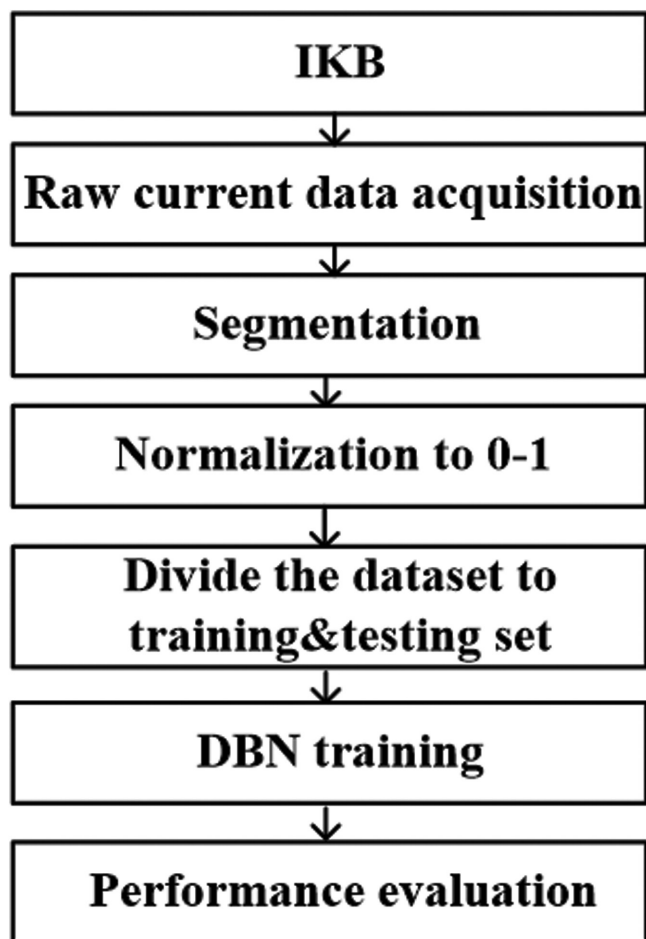 IKB
Raw current data acquisition
Segmentation
Normalization to 0-1
Divide the dataset to
training&testing set
DBN training
Performance evaluation